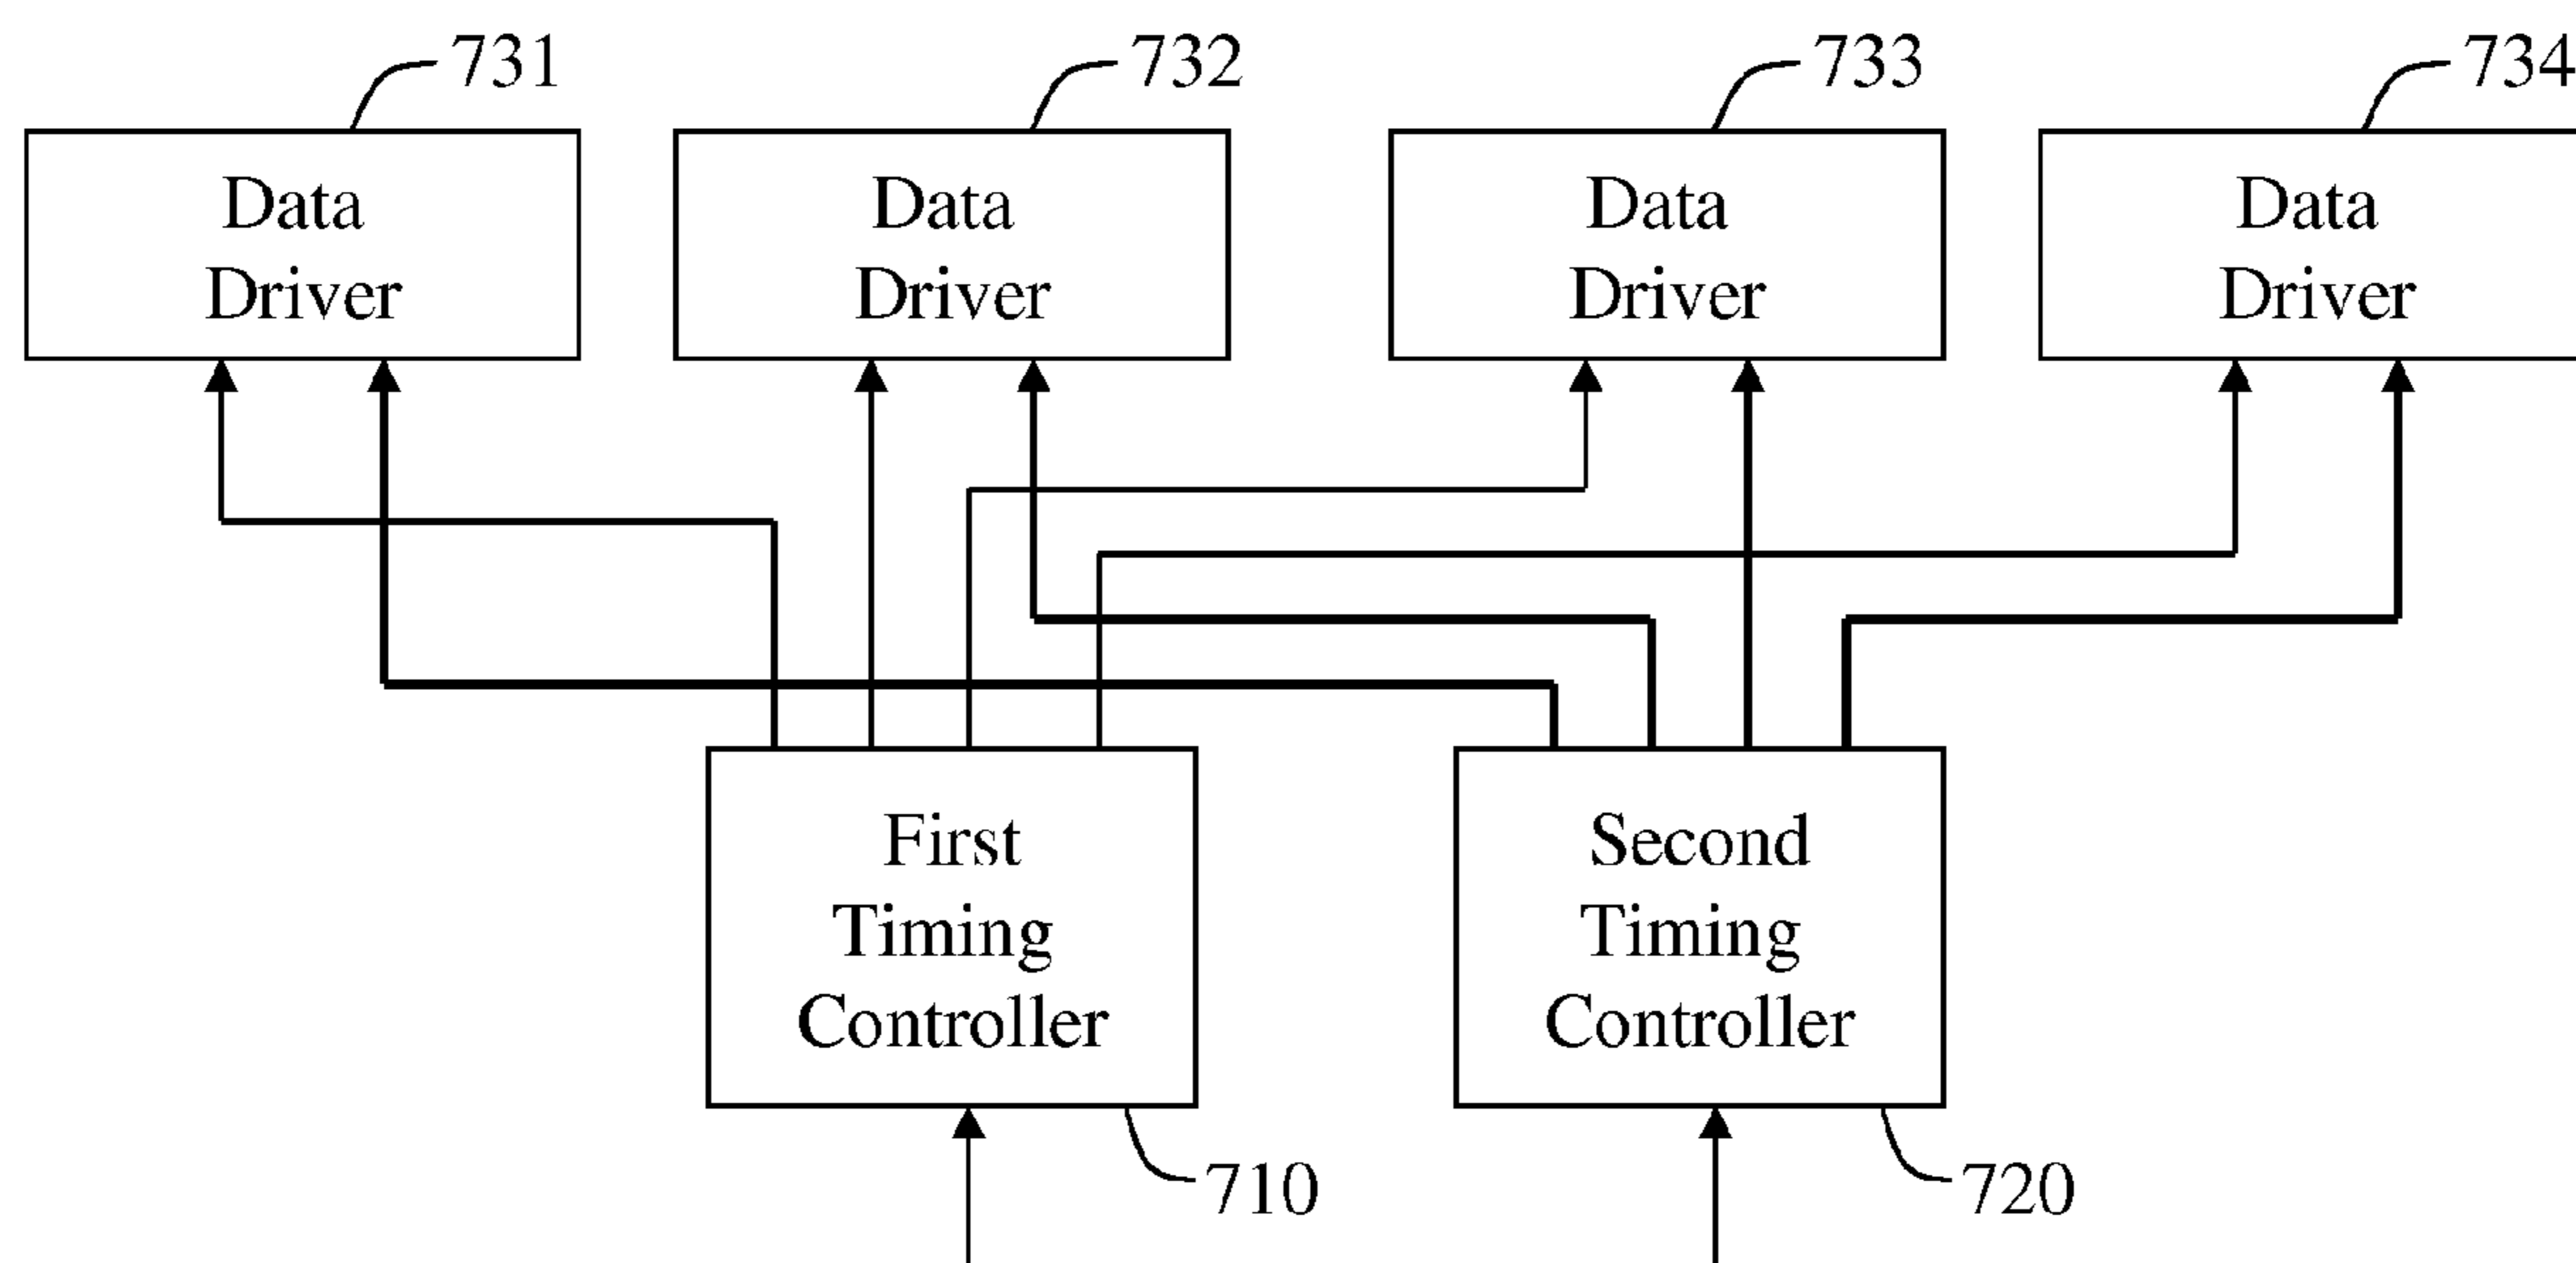 731
732
733
734
Data
Driver
Data
Driver
Data
Driver
Data
Driver
First
Timing
Controller
Second
Timing
Controller
710
720